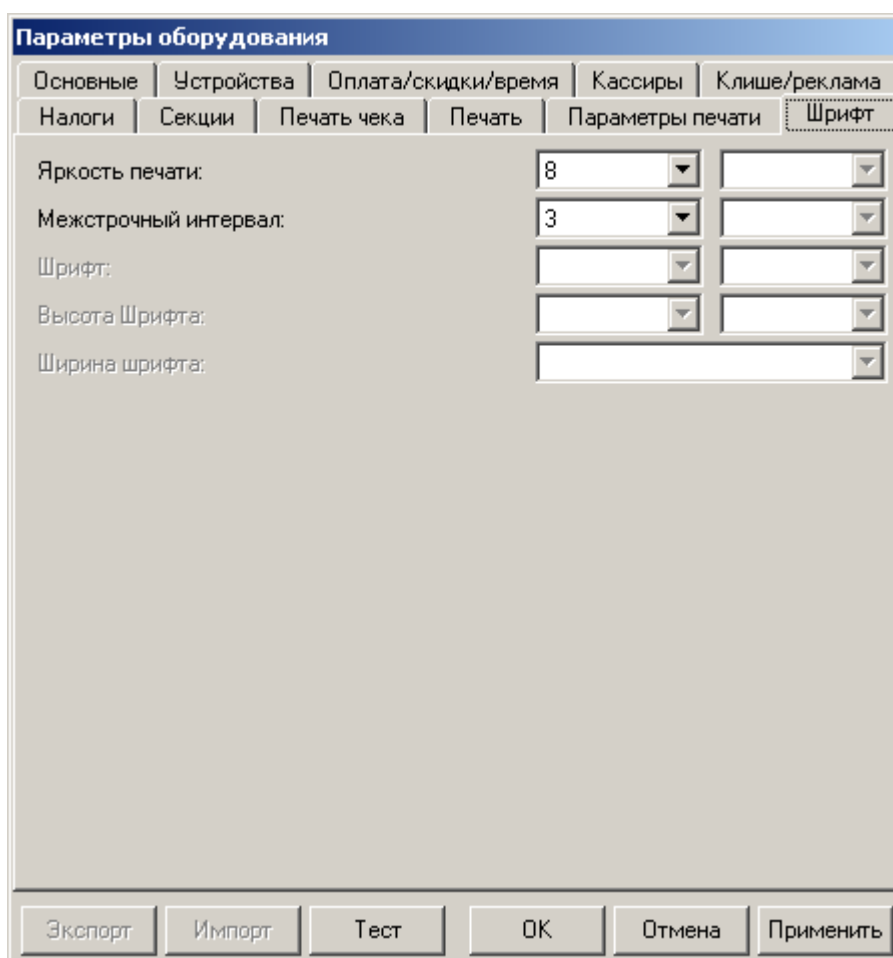 Параметры оборудования
Основные Устройства Оплата/скидки/время Кассиры Клише/реклама
Налоги Секции Печать чека Печать Параметры печати Шрифт
Яркость печати: 8
Межстрочный интервал: 3
Шрифт:
Высота Шрифта:
Ширина шрифта:
Экспорт Импорт Тест OK Отмена Применить